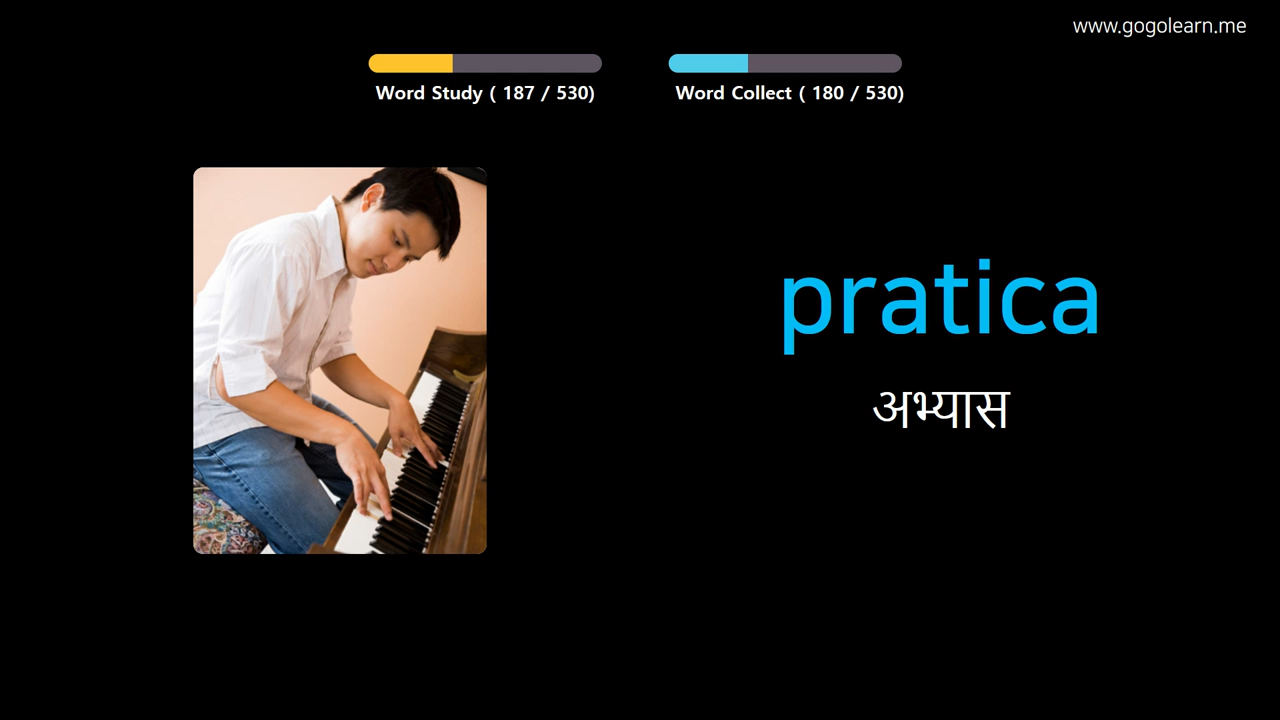 www.gogolearn.me
Word Study ( 187 / 530)
Word Collect ( 180 / 530)
pratica
अभ्यास